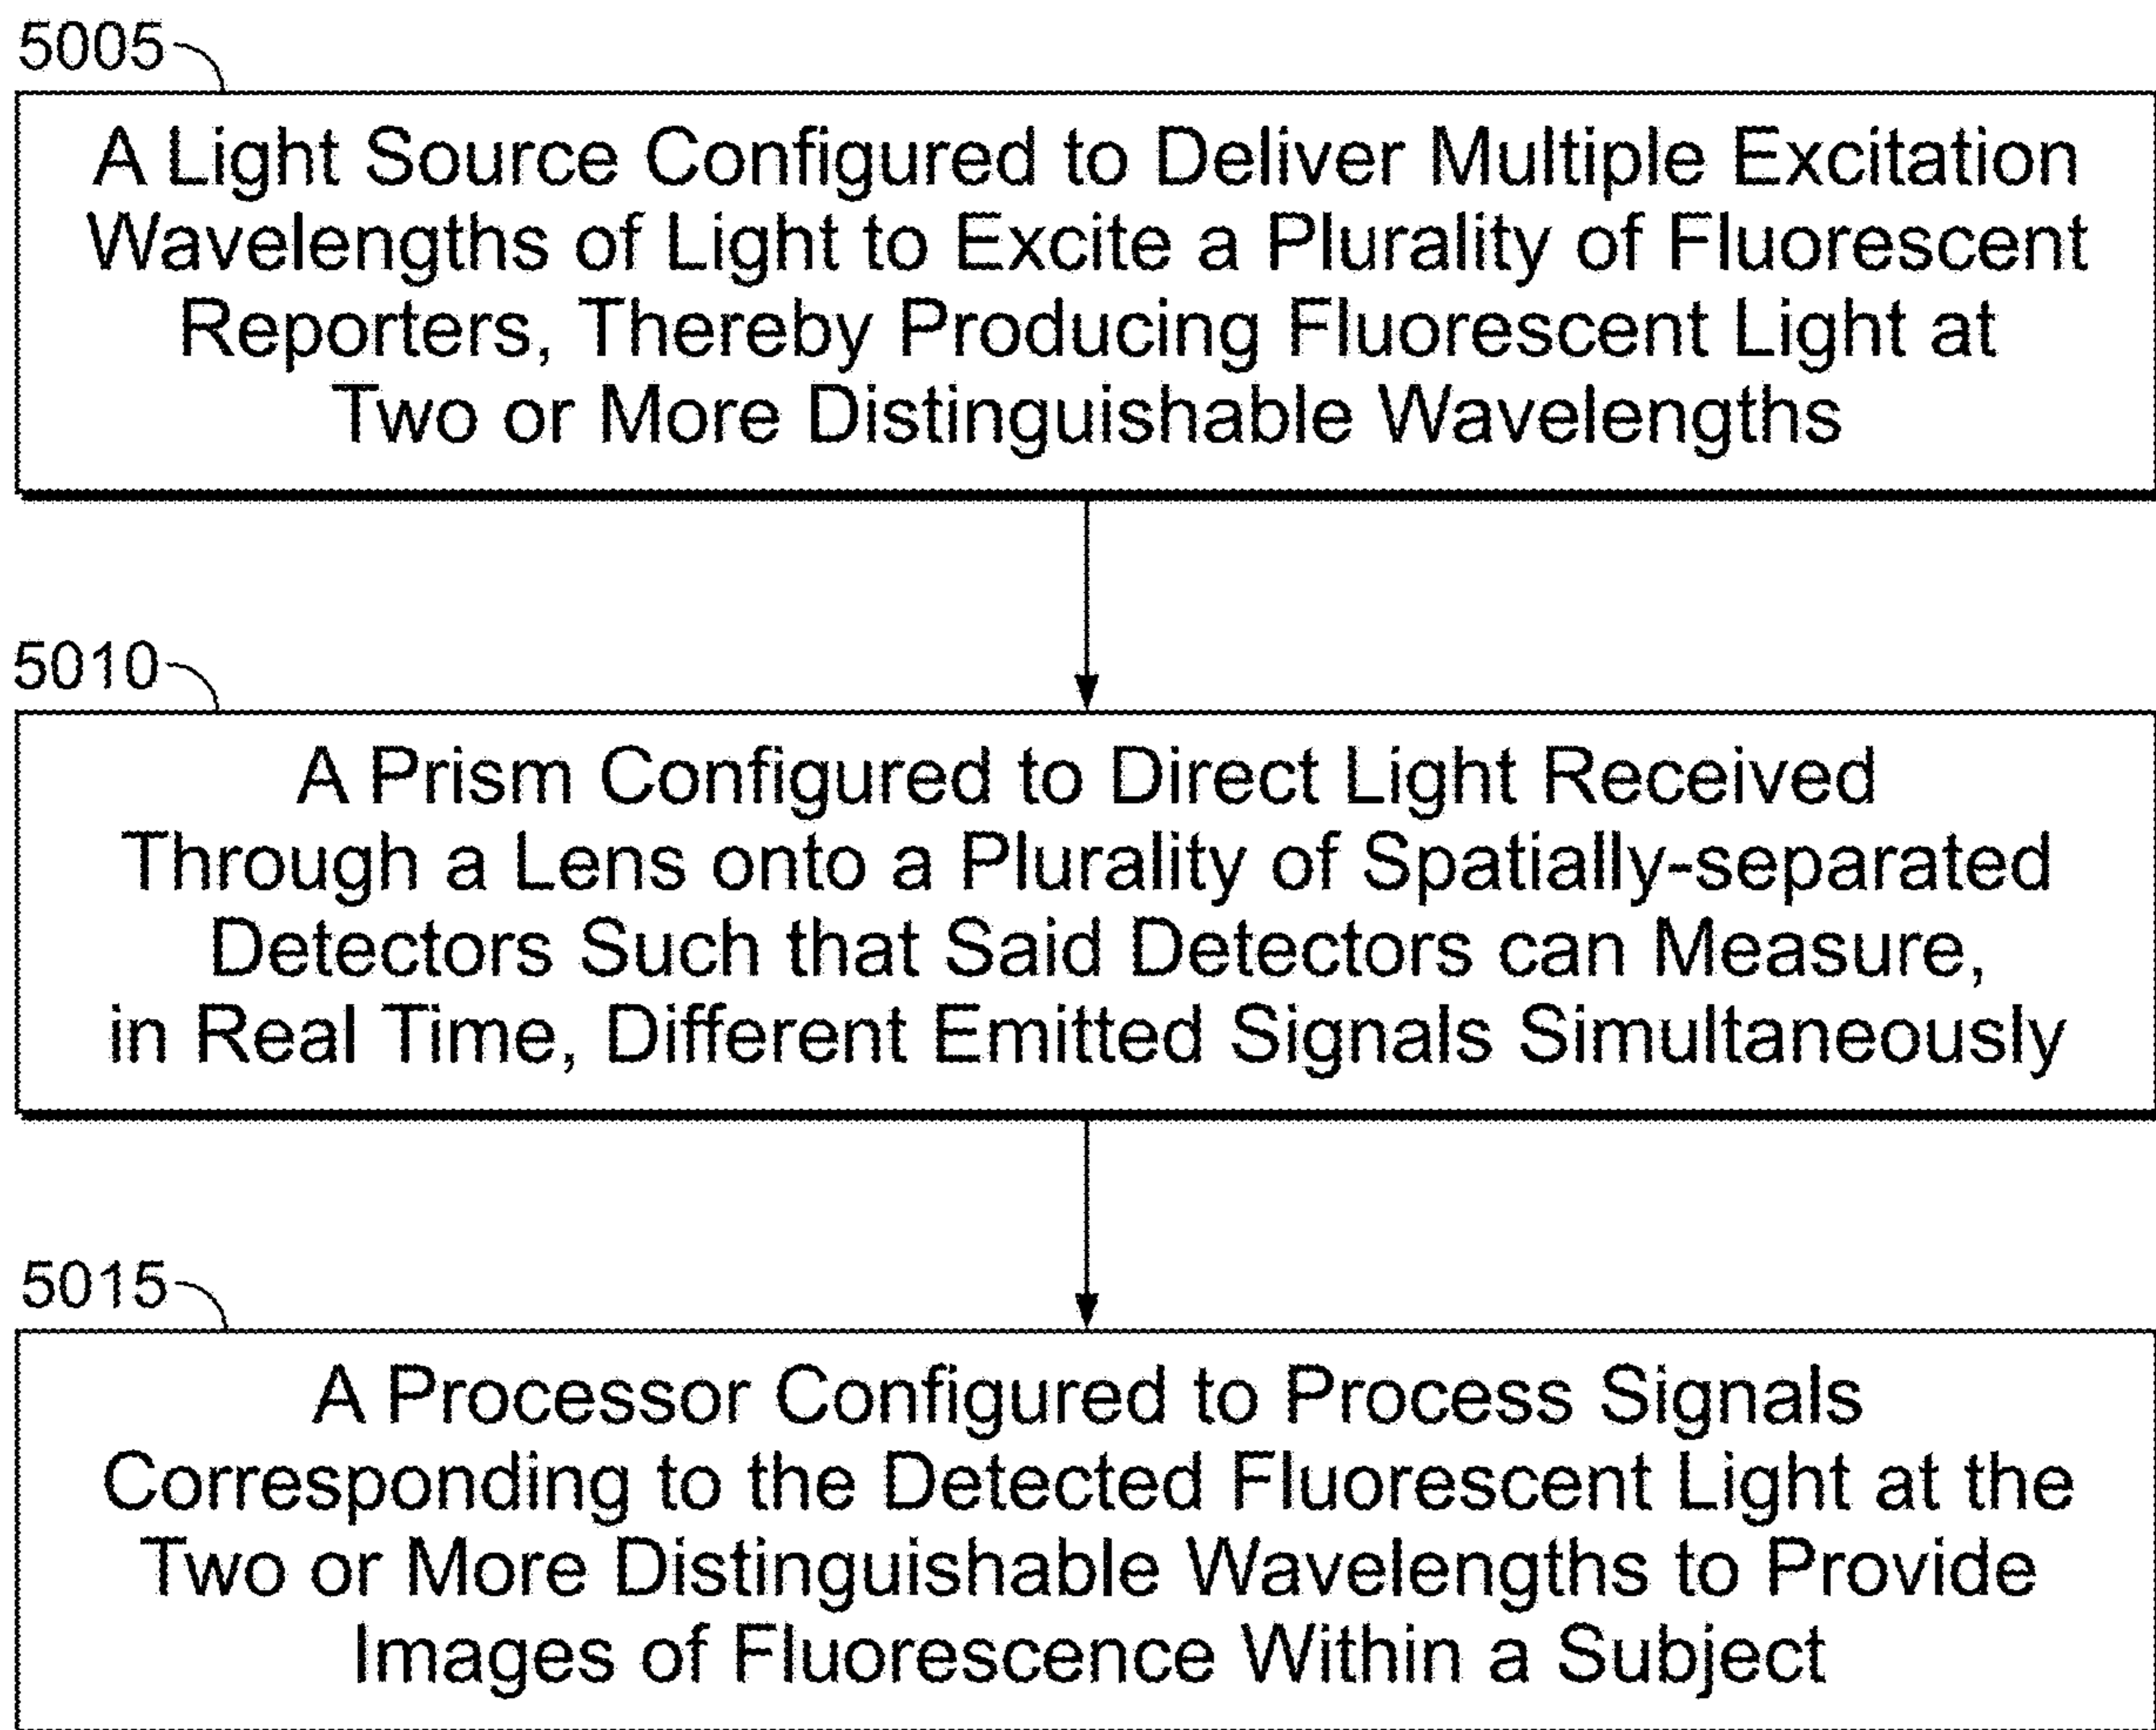 5005
A Light Source Configured to Deliver Multiple Excitation
Wavelengths of Light to Excite a Plurality of Fluorescent
Reporters, Thereby Producing Fluorescent Light at
Two or More Distinguishable Wavelengths
5010
A Prism Configured to Direct Light Received
Through a Lens onto a Plurality of Spatially-separated
Detectors Such that Said Detectors can Measure,
in Real Time, Different Emitted Signals Simultaneously
5015
A Processor Configured to Process Signals
Corresponding to the Detected Fluorescent Light at the
Two or More Distinguishable Wavelengths to Provide
Images of Fluorescence Within a Subject